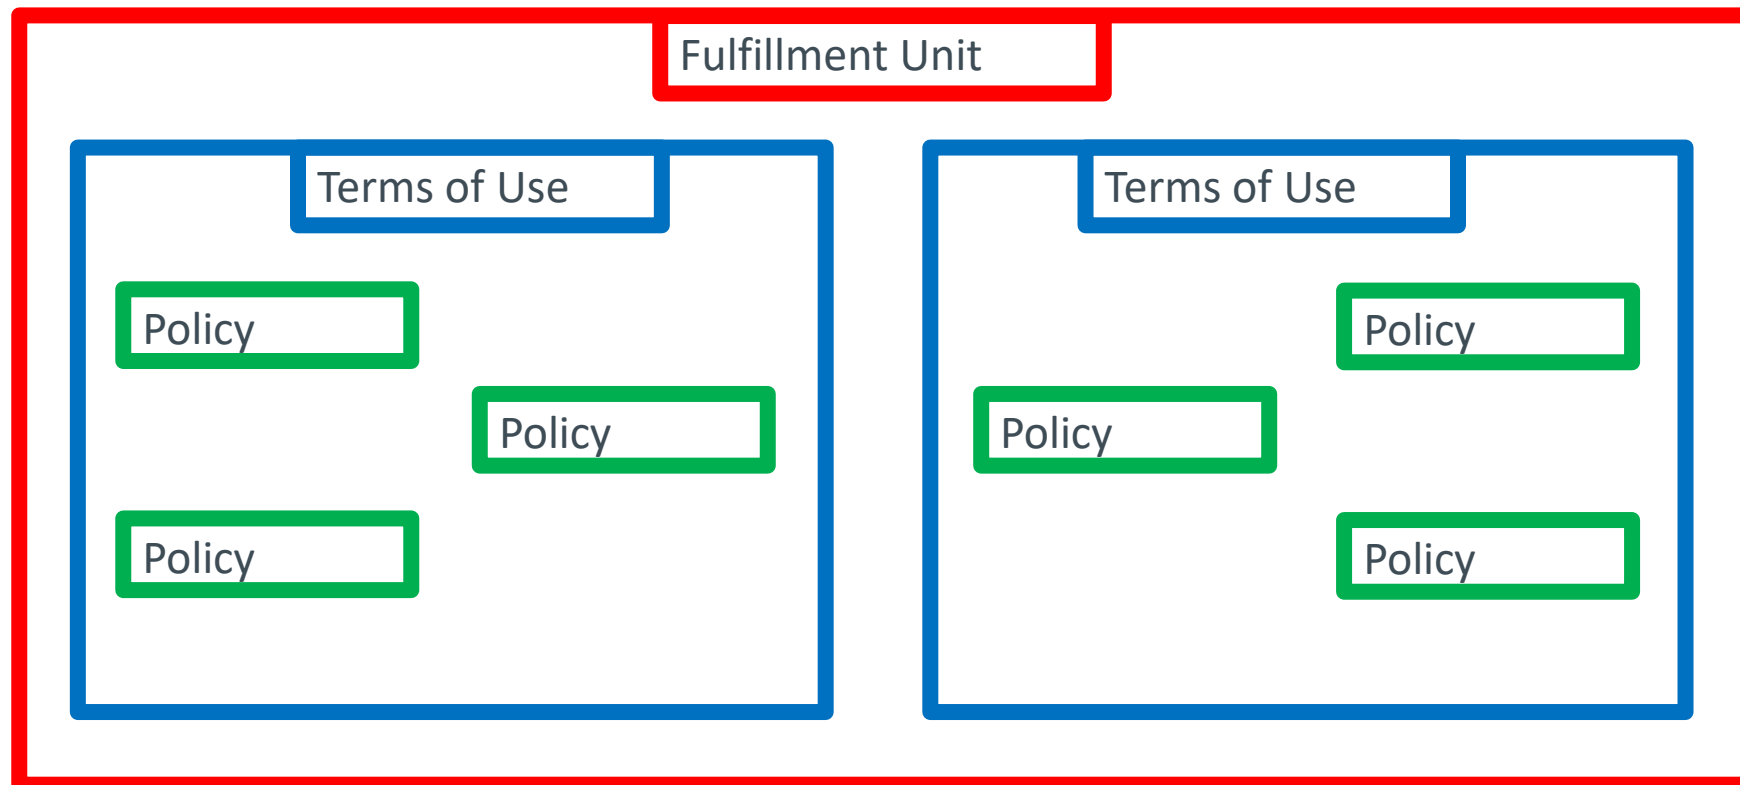 Fulfillment Unit
Terms of Use
Policy
Policy
Policy
Terms of Use
Policy
Policy
Policy